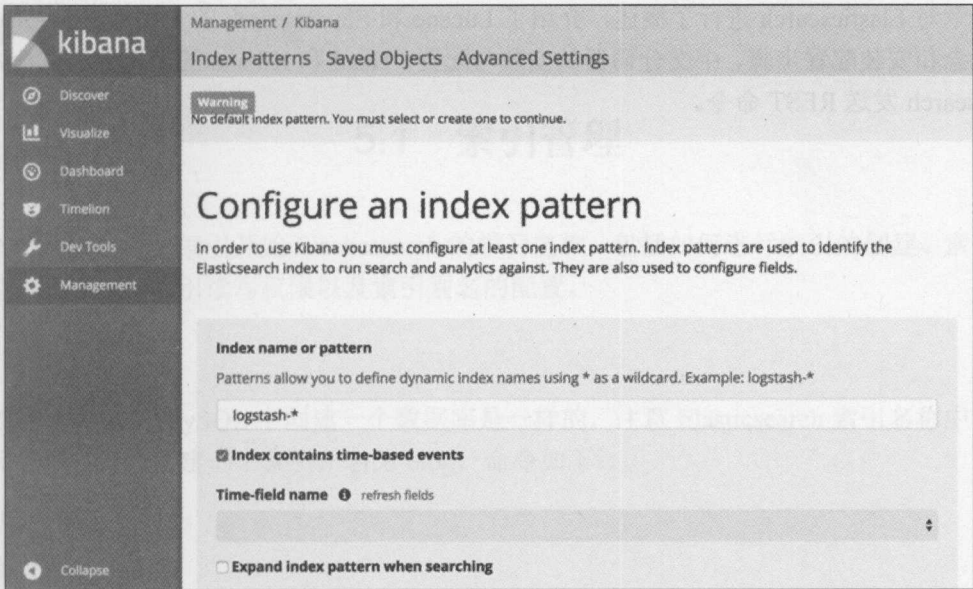 kibana
Discover
Visualize
Dashboard
Timelion
Dev Tools
Management
Collapse
Management / Kibana
Index Patterns Saved Objects Advanced Settings
Warning
No default index pattern. You must select or create one to continue.
Configure an index pattern
In order to use Kibana you must configure at least one index pattern. Index patterns are used to identify the
Elasticsearch index to run search and analytics against. They are also used to configure fields.
Index name or pattern
Patterns allow you to define dynamic index names using * as a wildcard. Example: logstash-*
logstash-*
Index contains time-based events
Time-field name refresh fields
Expand index pattern when searching